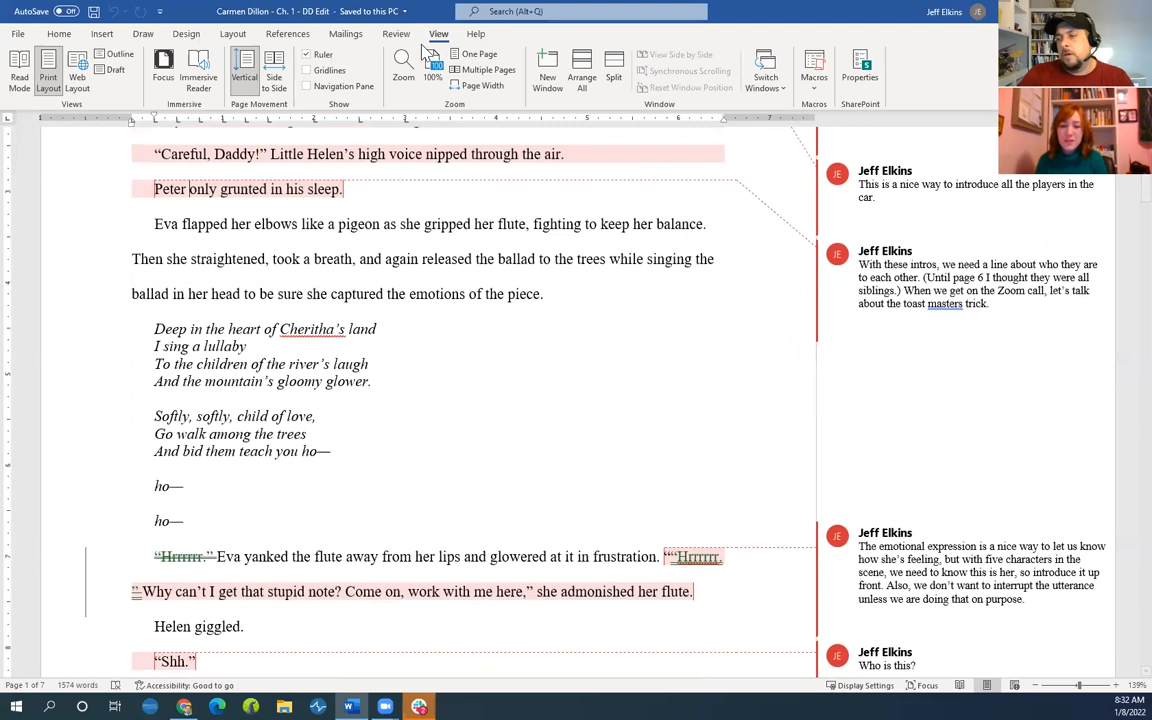 AutoSave Off Carmen Dillon - Ch. 1 - DD Edit - Saved to this PC Search (Alt+Q) Jeff Elkins JE
File Home Insert Draw Design Layout References Mailings Review View Help
Read Mode Print Layout Web Layout Outline Draft Focus Immersive Reader Vertical Side to Side Ruler Gridlines Navigation Pane Zoom 100% One Page Multiple Pages Page Width New Window Arrange All Split View Side by Side Synchronous Scrolling Reset Window Position Switch Windows Macros Properties
Views Immersive Page Movement Show Zoom Window Macros SharePoint
“Careful, Daddy!” Little Helen’s high voice nipped through the air.
Peter only grunted in his sleep.
Eva flapped her elbows like a pigeon as she gripped her flute, fighting to keep her balance.
Then she straightened, took a breath, and again released the ballad to the trees while singing the
ballad in her head to be sure she captured the emotions of the piece.
Deep in the heart of Cheritha’s land
I sing a lullaby
To the children of the river’s laugh
And the mountain’s gloomy glower.
Softly, softly, child of love,
Go walk among the trees
And bid them teach you ho—
ho—
ho—
“Hrrrrrr.” Eva yanked the flute away from her lips and glowered at it in frustration. ““Hrrrrrr.
”Why can’t I get that stupid note? Come on, work with me here,” she admonished her flute.
Helen giggled.
“Shh.”
JE Jeff Elkins
This is a nice way to introduce all the players in the
car.
JE Jeff Elkins
With these intros, we need a line about who they are
to each other. (Until page 6 I thought they were all
siblings.) When we get on the Zoom call, let’s talk
about the toast masters trick.
JE Jeff Elkins
The emotional expression is a nice way to let us know
how she’s feeling, but with five characters in the
scene, we need to know this is her, so introduce it up
front. Also, we don’t want to interrupt the utterance
unless we are doing that on purpose.
JE Jeff Elkins
Who is this?
Page 1 of 7 1574 words Accessibility: Good to go Display Settings Focus 139%
8:32 AM
1/8/2022